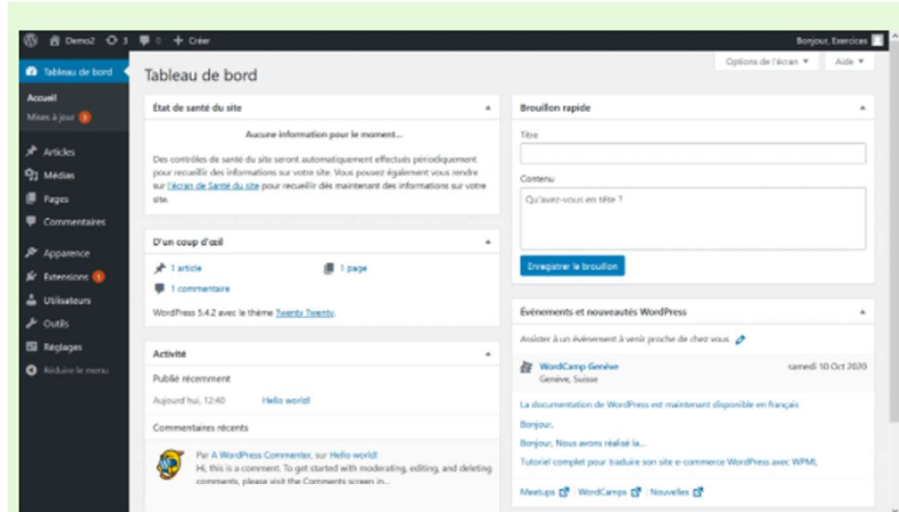 Demo2 3 0 + Créer
Bonjour, Exercices
Tableau de bord
Accueil
Mises à jour
Articles
Médias
Pages
Commentaires
Apparence
Extensions
Utilisateurs
Outils
Réglages
Réduire le menu
Options de l'écran ▼
Aide ▼
Tableau de bord
État de santé du site
Aucune information pour le moment…
Des contrôles de santé du site seront automatiquement effectués périodiquement
pour recueillir des informations sur votre site. Vous pouvez également vous rendre
sur l'écran de Santé du site pour recueillir dès maintenant des informations sur votre
site.
D'un coup d'œil
1 article
1 page
1 commentaire
WordPress 5.4.2 avec le thème Twenty Twenty.
Activité
Publié récemment
Aujourd'hui, 12:40 Hello world!
Commentaires récents
Par A WordPress Commenter, sur Hello world!
Hi, this is a comment. To get started with moderating, editing, and deleting
comments, please visit the Comments screen in…
Brouillon rapide
Titre
Contenu
Qu'avez-vous en tête ?
Enregistrer le brouillon
Évènements et nouveautés WordPress
Assister à un évènement à venir proche de chez vous.
WordCamp Genève
samedi 10 Oct 2020
Genève, Suisse
La documentation de WordPress est maintenant disponible en français
Bonjour,
Bonjour, Nous avons réalisé la…
Tutoriel complet pour traduire son site e-commerce WordPress avec WPML
Meetups | WordCamps | Nouvelles